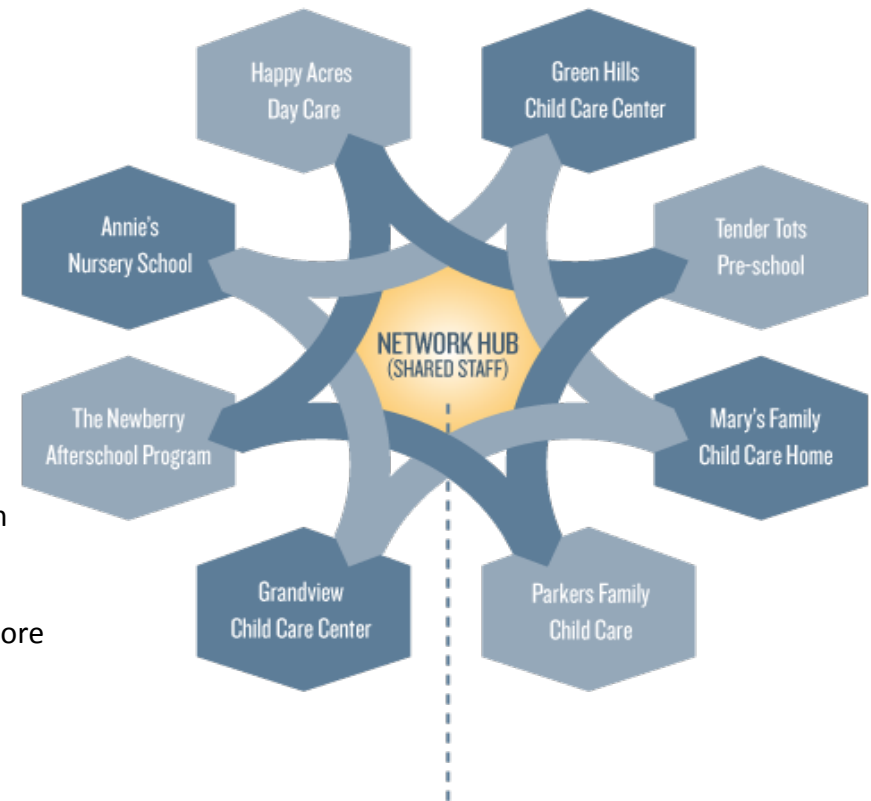 Happy Acres
Day Care
Green Hills
Child Care Center
Annie's
Nursery School
Tender Tots
Pre-school
NETWORK HUB
(SHARED STAFF)
The Newberry
Afterschool Program
Mary's Family
Child Care Home
n
ore
Grandview
Child Care Center
Parkers Family
Child Care